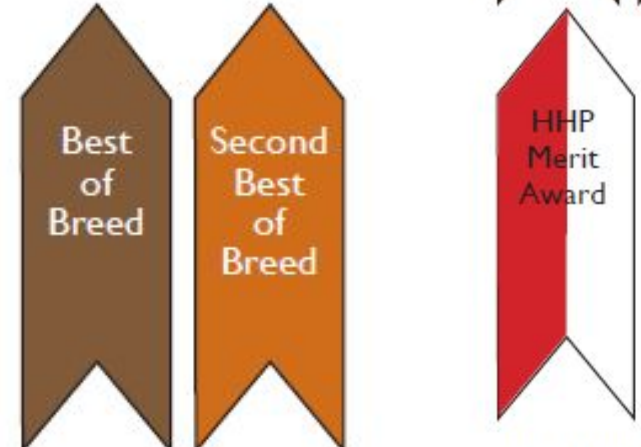 Best
of
Breed
Second
Best
of
Breed
HHP
Merit
Award